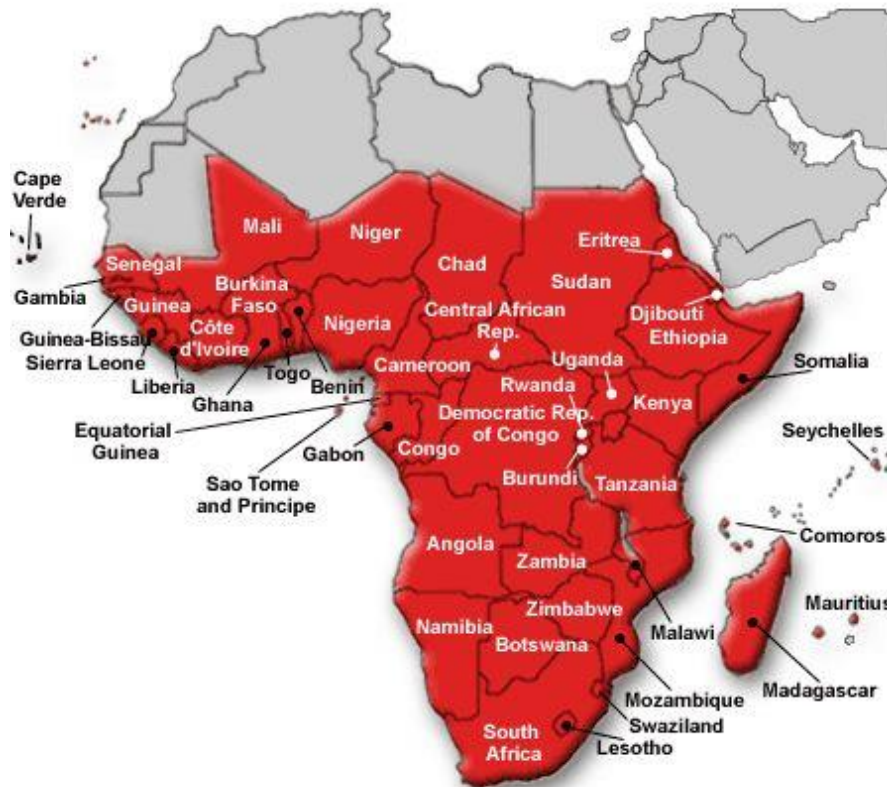 Cape
Verde
Mali
Niger
Eritrea
Senegal
Chad
Sudan
Gambia
Burkina
Faso
Guinea
Central African
Rep.
Djibouti
Ethiopia
Nigeria
Côte
d'Ivoire
Guinea-Bissau
Sierra Leone
Cameroon
Uganda
Somalia
Liberia
Togo
Benin
Rwanda
Ghana
Kenya
Democratic Rep.
of Congo
Equatorial
Guinea
Gabon
Congo
Seychelles
Burundi
Tanzania
Sao Tome
and Principe
Comoros
Angola
Zambia
Mauritius
Zimbabwe
Namibia
Malawi
Botswana
Madagascar
Mozambique
Swaziland
South
Africa
Lesotho